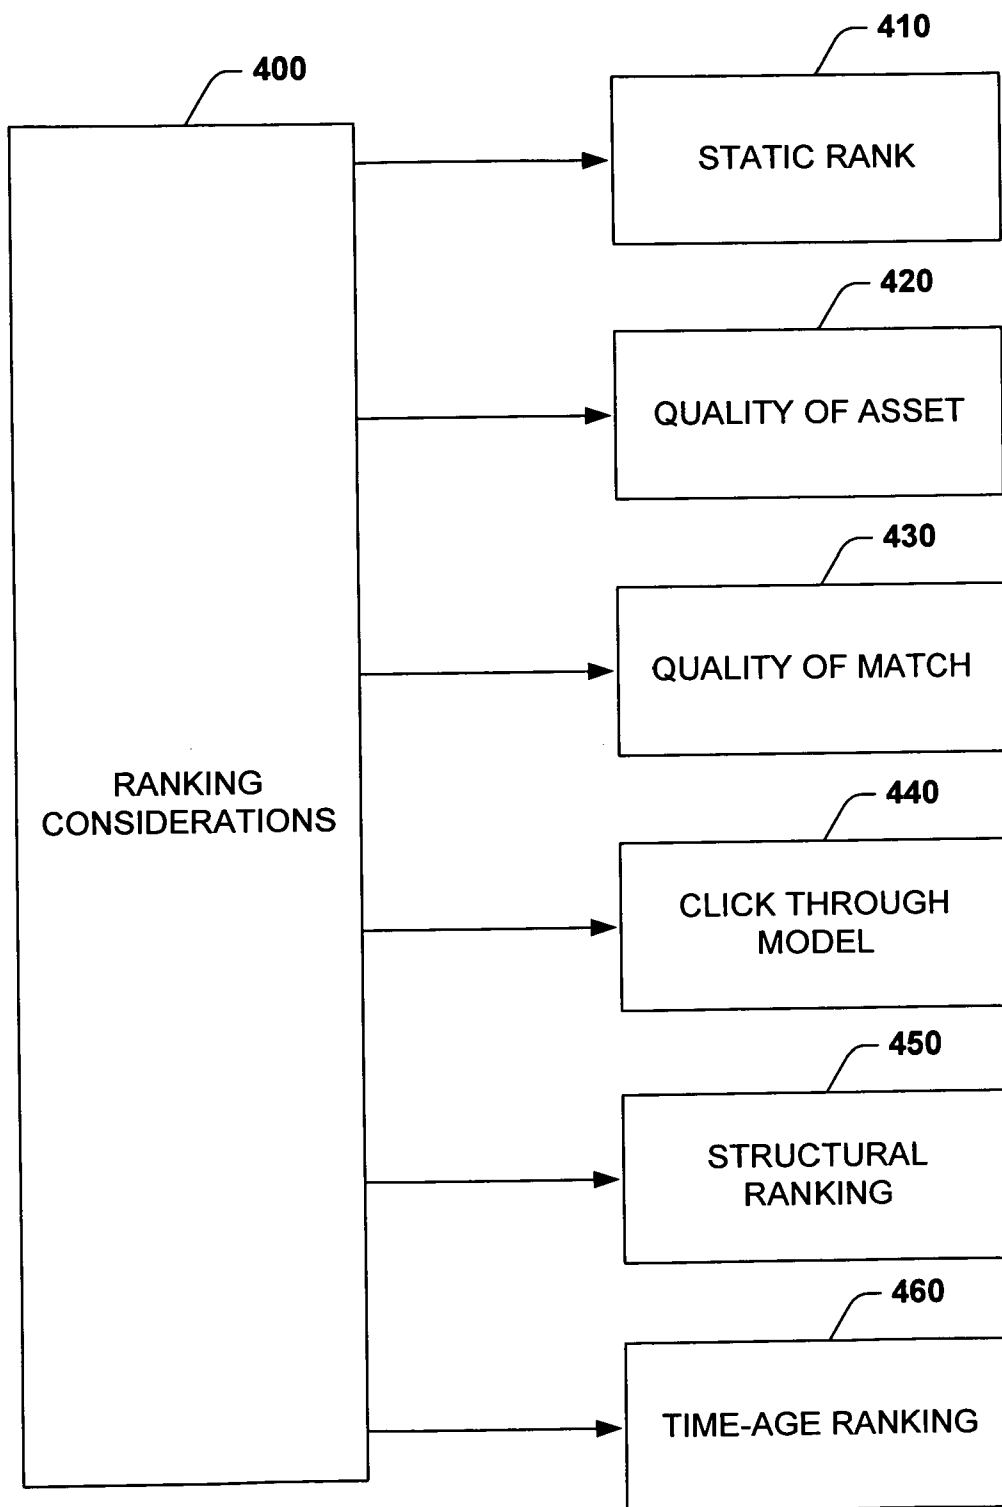 400
410
STATIC RANK
420
QUALITY OF ASSET
430
QUALITY OF MATCH
RANKING
CONSIDERATIONS
440
CLICK THROUGH
MODEL
450
STRUCTURAL
RANKING
460
TIME-AGE RANKING